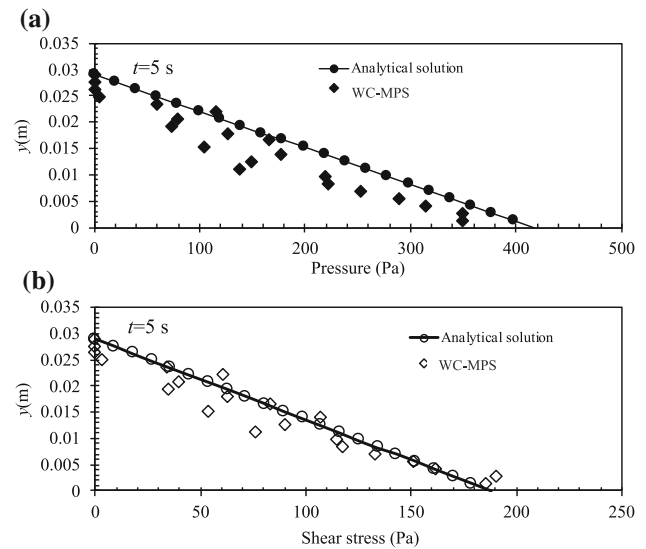 (a)
0.035
0.03
0.025
0.02
0.015
0.01
0.005
0
y(m)
t=5 s
Analytical solution
WC-MPS
0 100 200 300 400 500
Pressure (Pa)
(b)
0.035
0.03
0.025
0.02
0.015
0.01
0.005
0
y(m)
t=5 s
Analytical solution
WC-MPS
0 50 100 150 200 250
Shear stress (Pa)